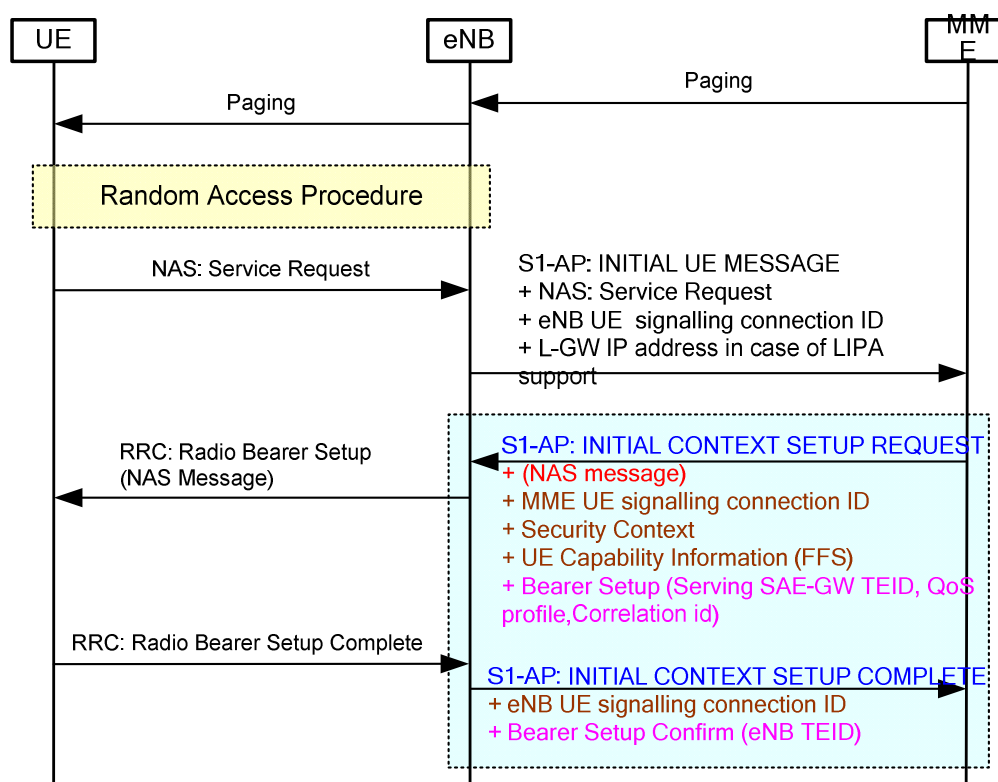 UE
eNB
MM
E
Paging
Paging
Random Access Procedure
NAS: Service Request
S1-AP: INITIAL UE MESSAGE
+ NAS: Service Request
+ eNB UE  signalling connection ID
+ L-GW IP address in case of LIPA
support
RRC: Radio Bearer Setup
(NAS Message)
S1-AP: INITIAL CONTEXT SETUP REQUEST
+ (NAS message)
+ MME UE signalling connection ID
+ Security Context
+ UE Capability Information (FFS)
+ Bearer Setup (Serving SAE-GW TEID, QoS
profile,Correlation id)
RRC: Radio Bearer Setup Complete
S1-AP: INITIAL CONTEXT SETUP COMPLETE
+ eNB UE signalling connection ID
+ Bearer Setup Confirm (eNB TEID)